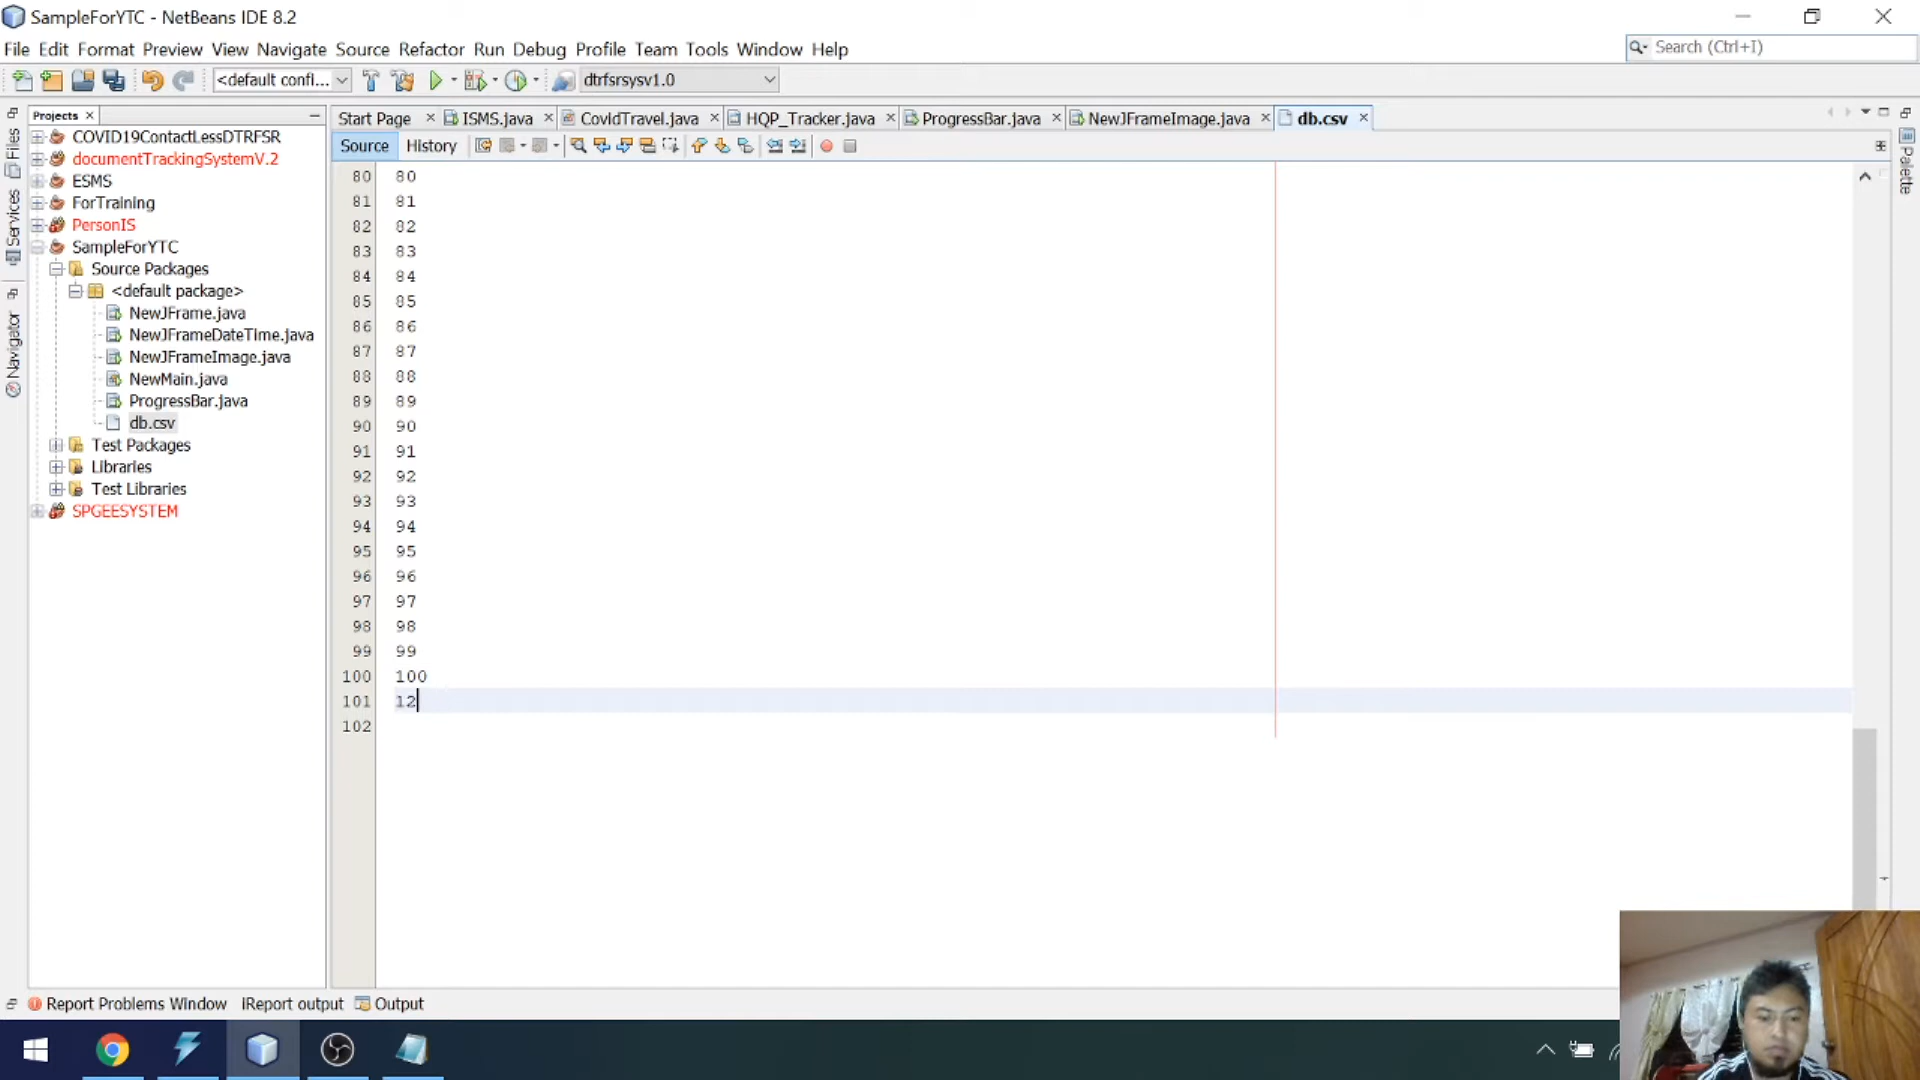 SampleForYTC - NetBeans IDE 8.2
File Edit Format Preview View Navigate Source Refactor Run Debug Profile Team Tools Window Help
Search (Ctrl+I)
<default confi...
dtrfsrsysv1.0
Projects
Start Page
ISMS.java
CovidTravel.java
HQP_Tracker.java
ProgressBar.java
NewJFrameImage.java
db.csv
Source
History
Files
Services
Navigator
Palette
COVID19ContactLessDTRFSR
documentTrackingSystemV.2
ESMS
ForTraining
PersonIS
SampleForYTC
Source Packages
<default package>
NewJFrame.java
NewJFrameDateTime.java
NewJFrameImage.java
NewMain.java
ProgressBar.java
db.csv
Test Packages
Libraries
Test Libraries
SPGEESYSTEM
80 80
81 81
82 82
83 83
84 84
85 85
86 86
87 87
88 88
89 89
90 90
91 91
92 92
93 93
94 94
95 95
96 96
97 97
98 98
99 99
100 100
101 12
102
Report Problems Window
iReport output
Output